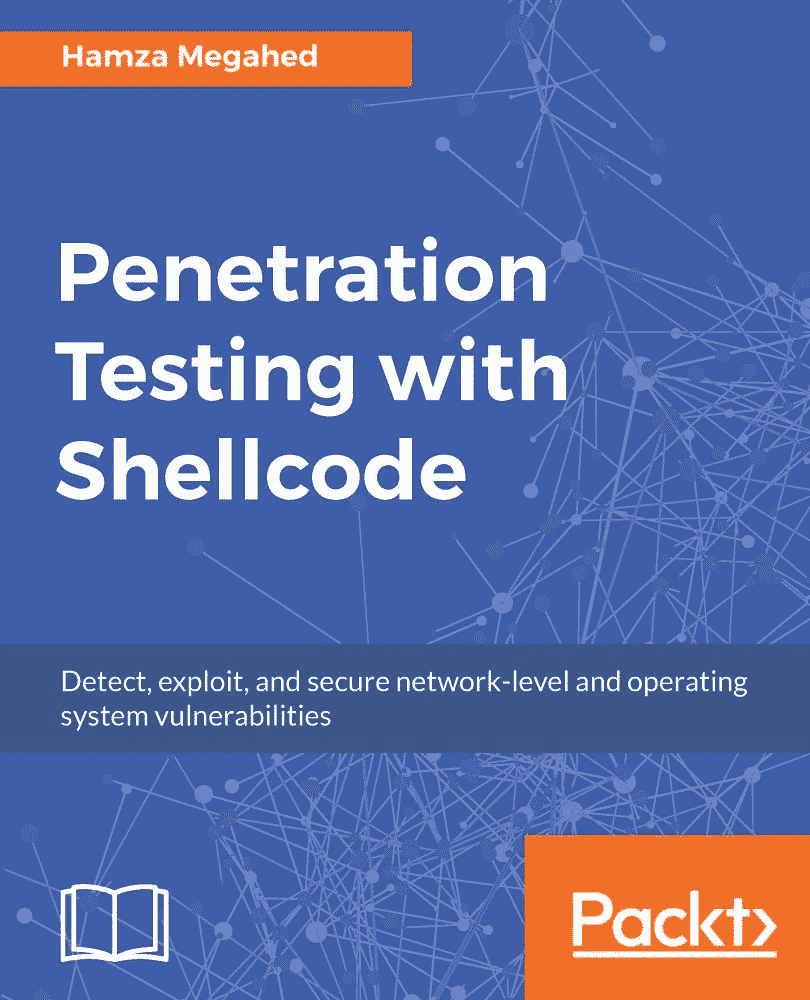 Hamza Megahed
Penetration
Testing with
Shellcode
Detect, exploit, and secure network-level and operating
system vulnerabilities
Packt>